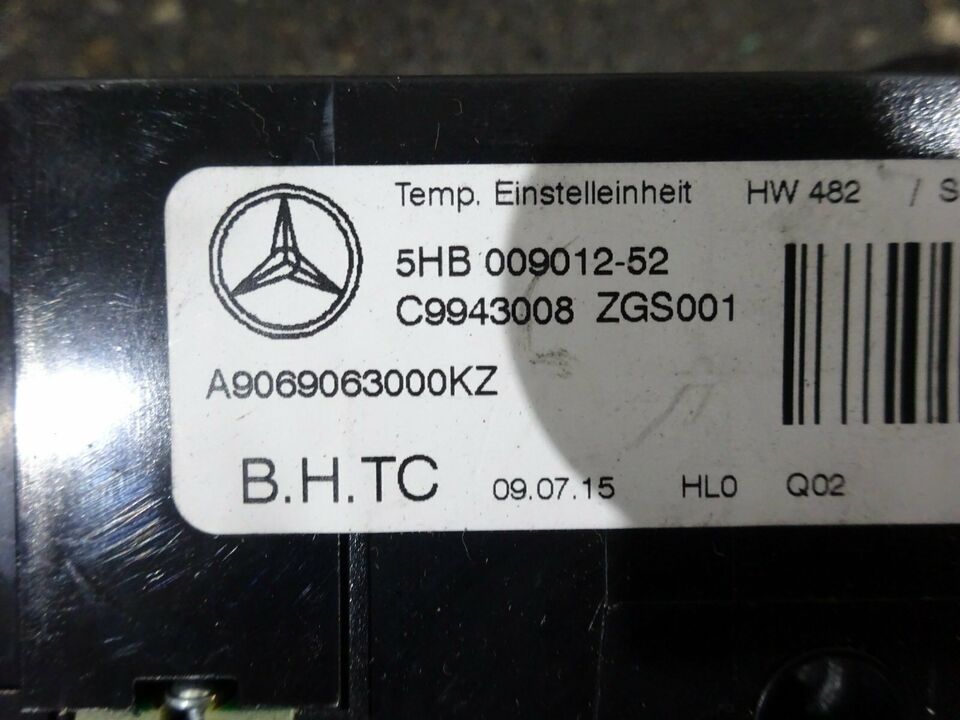 Temp. Einstelleinheit HW 482 / S
5HB 009012-52
C9943008 ZGS001
A9069063000KZ
B.H.TC 09.07.15 HL0 Q02